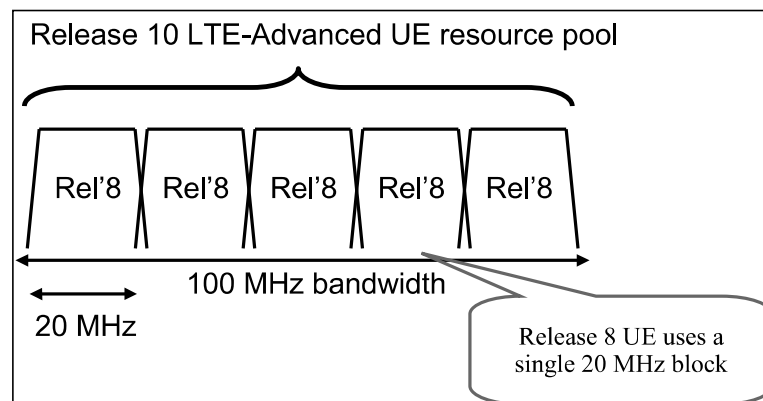 Release 10 LTE-Advanced UE resource pool
Rel’8 Rel’8 Rel’8 Rel’8 Rel’8
100 MHz bandwidth
20 MHz
Release 8 UE uses a
single 20 MHz block